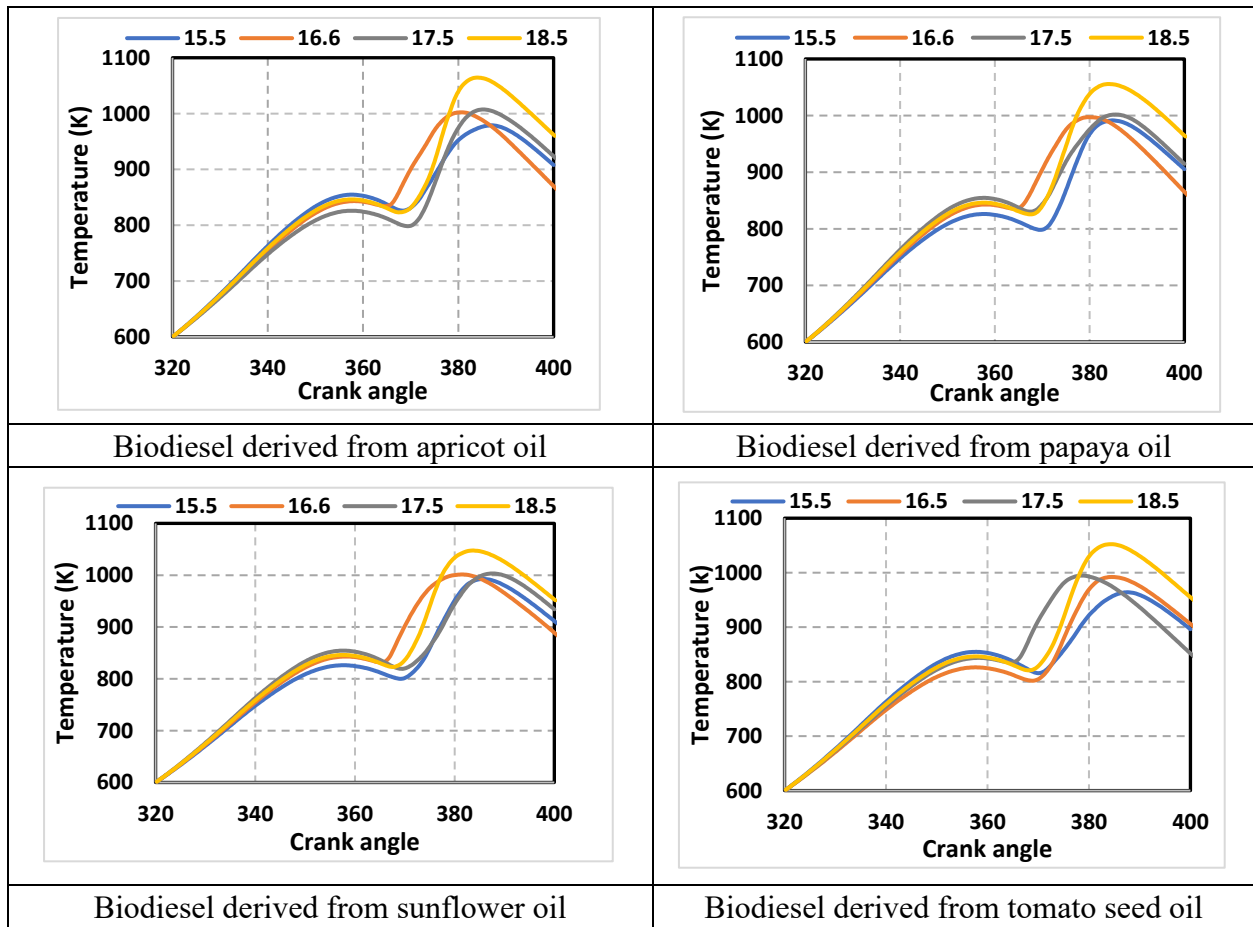 15.5 16.6 17.5 18.5
1100
1000
900
800
700
600
Temperature (K)
320 340 360 380 400
Crank angle
Biodiesel derived from apricot oil
15.5 16.6 17.5 18.5
1100
1000
900
800
700
600
Temperature (K)
320 340 360 380 400
Crank angle
Biodiesel derived from papaya oil
15.5 16.6 17.5 18.5
1100
1000
900
800
700
600
Temperature (K)
320 340 360 380 400
Crank angle
Biodiesel derived from sunflower oil
15.5 16.5 17.5 18.5
1100
1000
900
800
700
600
Temperature (k)
320 340 360 380 400
Crank angle
Biodiesel derived from tomato seed oil